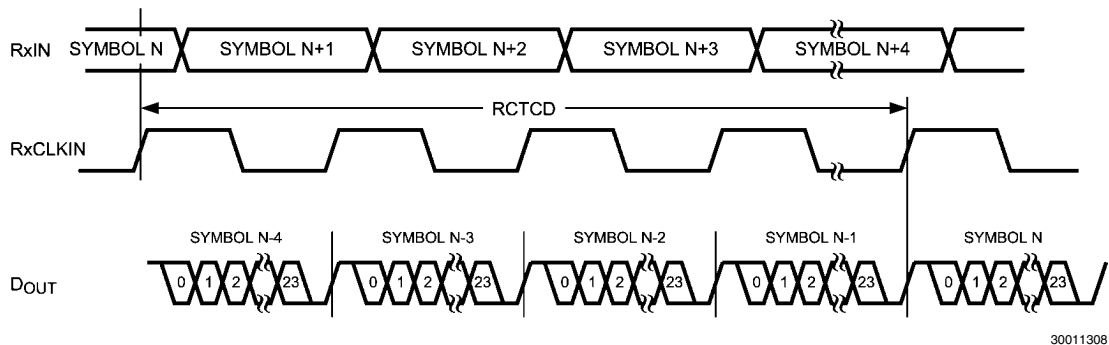 RxIN SYMBOL N SYMBOL N+1 SYMBOL N+2 SYMBOL N+3 SYMBOL N+4
RCTCD
RxCLKIN
SYMBOL N-4 SYMBOL N-3 SYMBOL N-2 SYMBOL N-1 SYMBOL N
DOUT 0 1 2 23 0 1 2 23 0 1 2 23 0 1 2 23 0 1 2 23
30011308